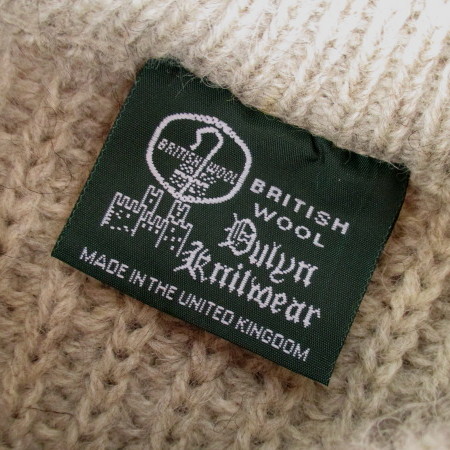 BRITISH WOOL
BRITISH
WOOL
Dulyn
Knitwear
MADE IN THE UNITED KINGDOM